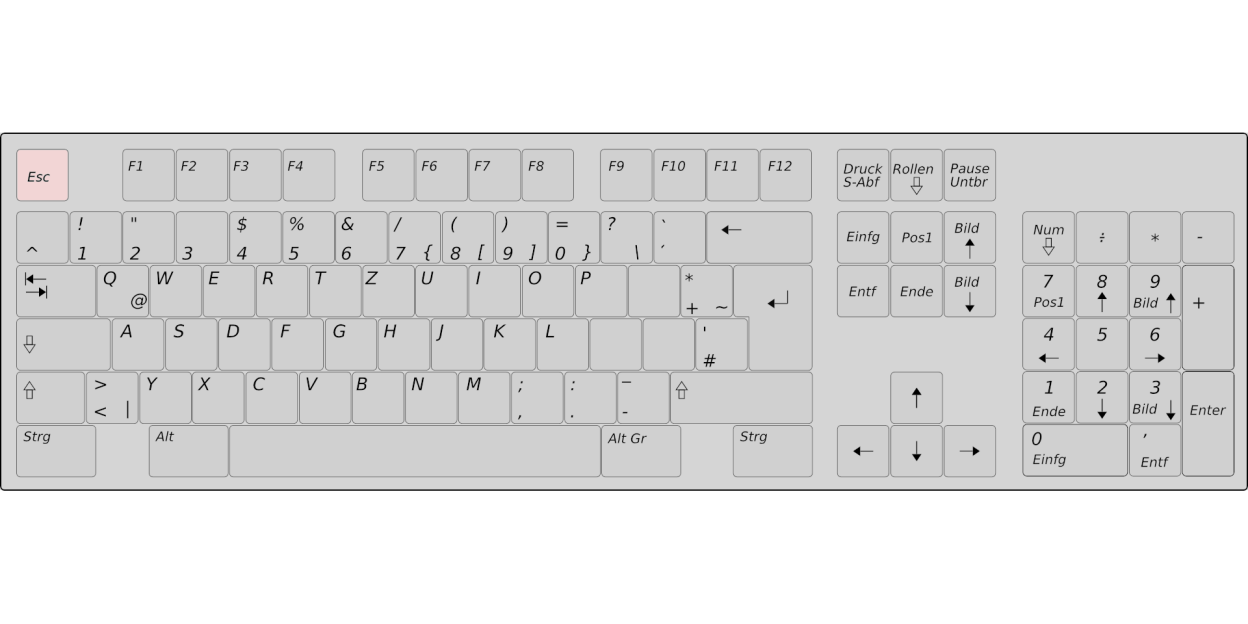 Esc F1 F2 F3 F4 F5 F6 F7 F8 F9 F10 F11 F12 Druck Rollen Pause
S-Abf Untbr
! " $ % & / ( ) = ? `
^ 1 2 3 4 5 6 7 { 8 [ 9 ] 0 } \ ´
Einfg Pos1 Bild
Num ÷ * -
Q W E R T Z U I O P *
@ + ~
Entf Ende Bild
7 8 9 +
Pos1 Bild
A S D F G H J K L '
#
4 5 6
> Y X C V B N M ; : _
< | , . -
1 2 3 Enter
Ende Bild
Strg Alt Alt Gr Strg
0 ,
Einfg Entf